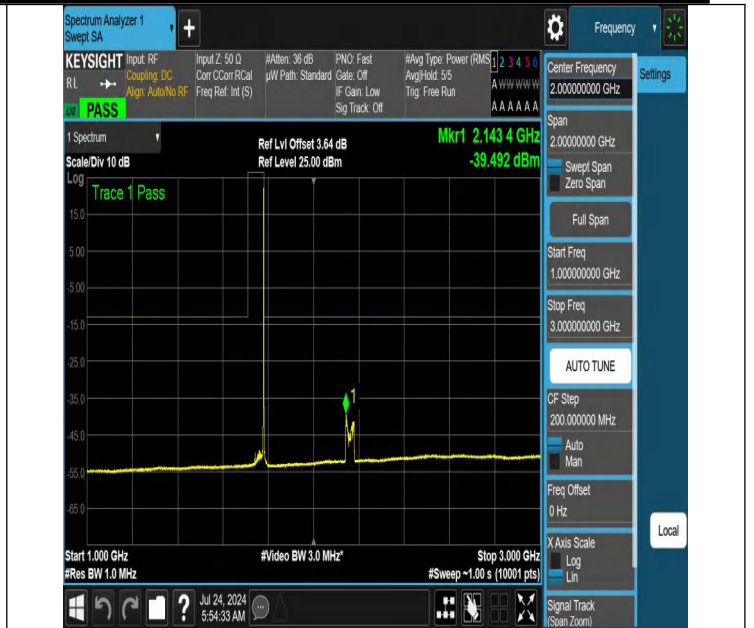 Spectrum Analyzer 1
Swept SA
+
Frequency
KEYSIGHT
RL
PASS
Input: RF
Coupling: DC
Align: Auto/No RF
Input Z: 50 Ω
Corr CCorr RCal
Freq Ref: Int (S)
#Atten: 36 dB
µW Path: Standard
PNO: Fast
Gate: Off
IF Gain: Low
Sig Track: Off
#Avg Type: Power (RMS)
Avg|Hold: 5/5
Trig: Free Run
1 2 3 4 5 6
A W W W W W
A A A A A A
1 Spectrum
Scale/Div 10 dB
Log
Ref Lvl Offset 3.64 dB
Ref Level 25.00 dBm
Mkr1 2.143 4 GHz
-39.492 dBm
Trace 1 Pass
15.0
5.00
-5.00
-15.0
-25.0
-35.0
-45.0
-55.0
-65.0
1
Start 1.000 GHz
#Res BW 1.0 MHz
#Video BW 3.0 MHz*
Stop 3.000 GHz
#Sweep ~1.00 s (10001 pts)
Center Frequency
2.000000000 GHz
Settings
Span
2.00000000 GHz
Swept Span
Zero Span
Full Span
Start Freq
1.000000000 GHz
Stop Freq
3.000000000 GHz
AUTO TUNE
CF Step
200.000000 MHz
Auto
Man
Freq Offset
0 Hz
X Axis Scale
Log
Lin
Local
Signal Track
(Span Zoom)
?
Jul 24, 2024
5:54:33 AM